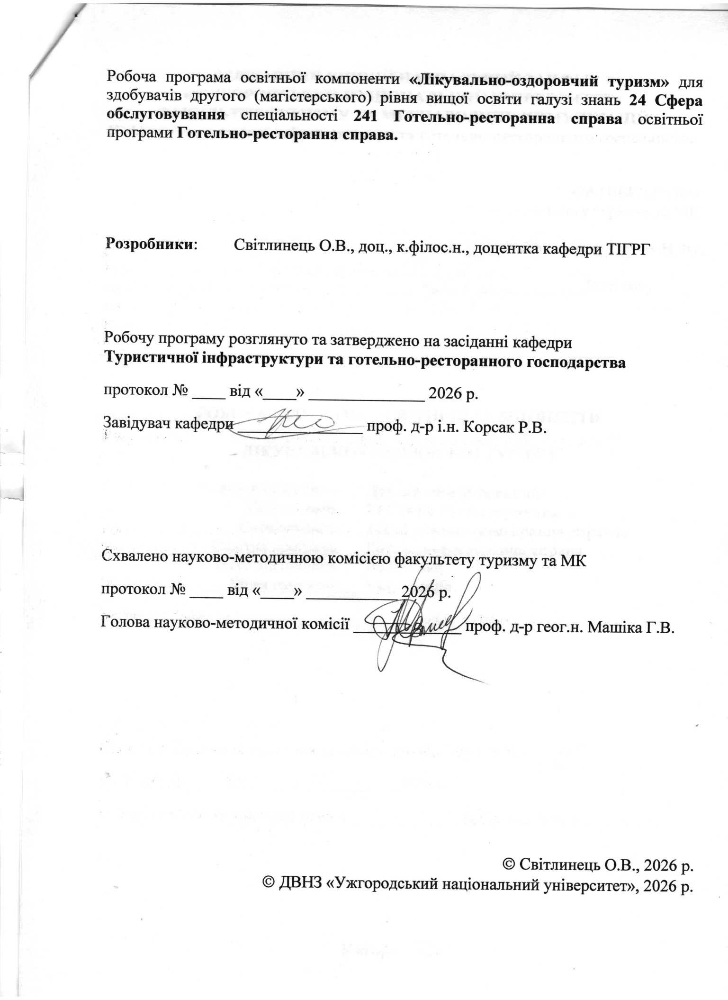 Робоча програма освітньої компоненти «Лікувально-оздоровчий туризм» для
здобувачів другого (магістерського) рівня вищої освіти галузі знань 24 Сфера
обслуговування спеціальності 241 Готельно-ресторанна справа освітньої
програми Готельно-ресторанна справа.
Розробники: Світлинець О.В., доц., к.філос.н., доцентка кафедри ТІГРГ
Робочу програму розглянуто та затверджено на засіданні кафедри
Туристичної інфраструктури та готельно-ресторанного господарства
протокол № ____ від «____» ______________ 2026 р.
Завідувач кафедри _______________ проф. д-р і.н. Корсак Р.В.
Схвалено науково-методичною комісією факультету туризму та МК
протокол № ____ від «____» ___________ 2026 р.
Голова науково-методичної комісії _____________ проф. д-р геог.н. Машіка Г.В.
© Світлинець О.В., 2026 р.
© ДВНЗ «Ужгородський національний університет», 2026 р.